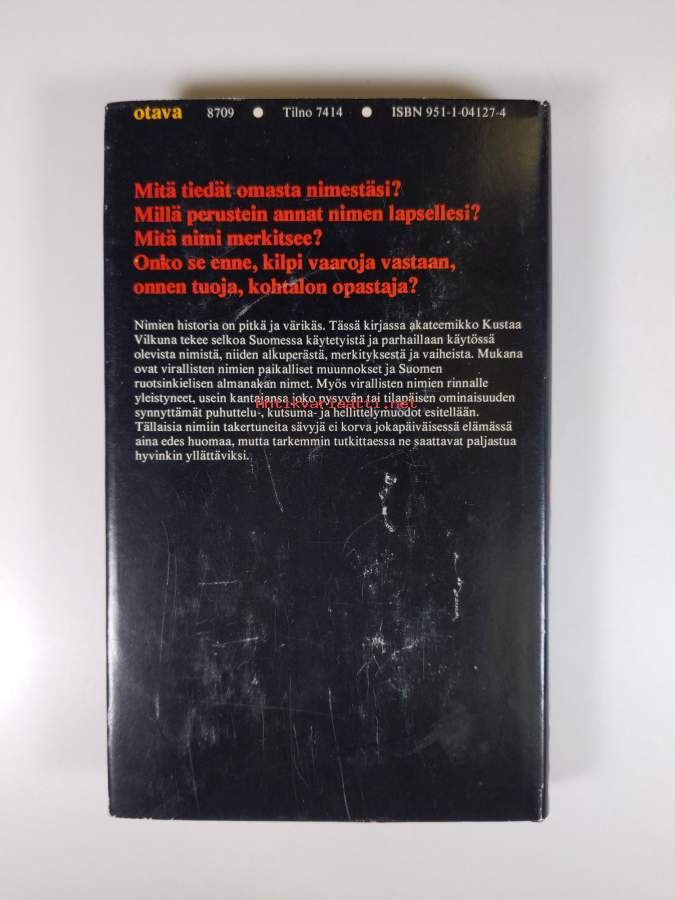 otava 8709 ● Tilno 7414 ● ISBN 951-1-04127-4
Mitä tiedät omasta nimestäsi?
Millä perustein annat nimen lapsellesi?
Mitä nimi merkitsee?
Onko se enne, kilpi vaaroja vastaan,
onnen tuoja, kohtalon opastaja?
Nimien historia on pitkä ja värikäs. Tässä kirjassa akateemikko Kustaa
Vilkuna tekee selkoa Suomessa käytetyistä ja parhaillaan käytössä
olevista nimistä, niiden alkuperästä, merkityksestä ja vaiheista. Mukana
ovat virallisten nimien paikalliset muunnokset ja Suomen
ruotsinkielisen almanakan nimet. Myös virallisten nimien rinnalle
yleistyneet, usein kantajansa joko pysyvän tai tilapäisen ominaisuuden
Antikvariaatti.net
synnyttämät puhuttelu-, kutsuma- ja hellittelymuodot esitellään.
Tällaisia nimiin takertuneita sävyjä ei korva jokapäiväisessä elämässä
aina edes huomaa, mutta tarkemmin tutkittaessa ne saattavat paljastua
hyvinkin yllättäviksi.